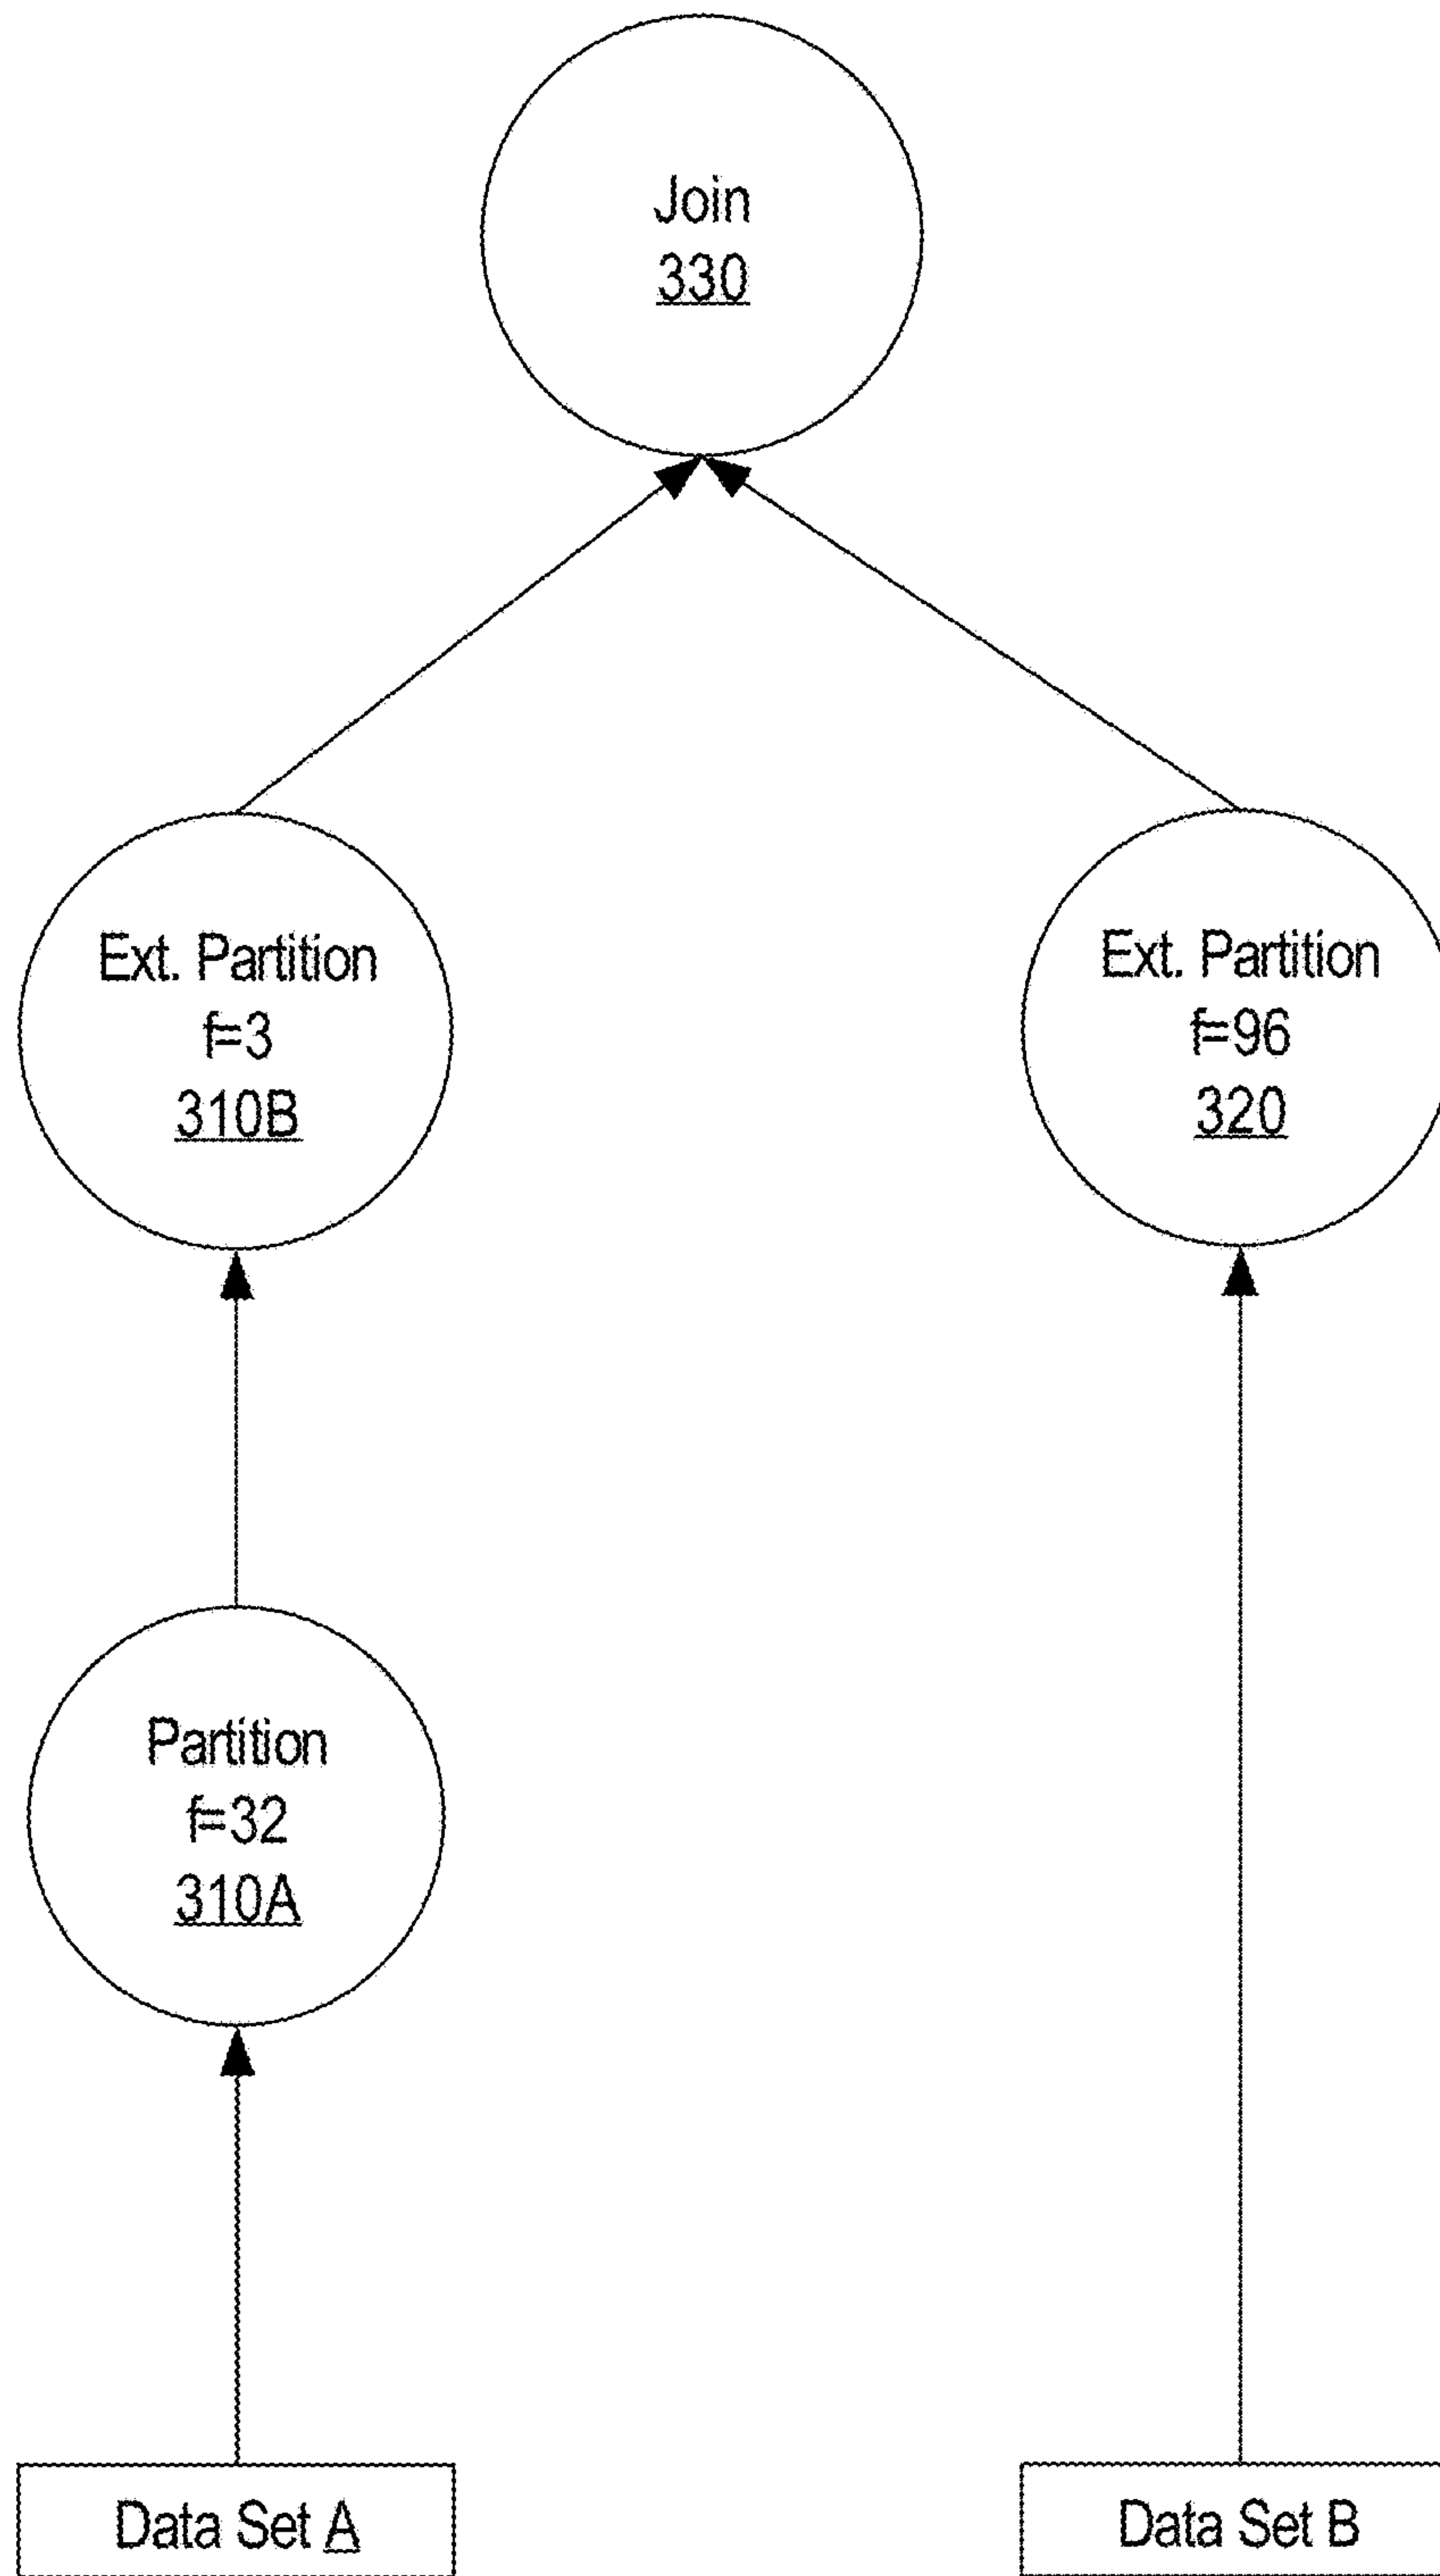 Join
330
Ext. Partition
f=3
310B
Ext. Partition
f=96
320
Partition
f=32
310A
Data Set A
Data Set B